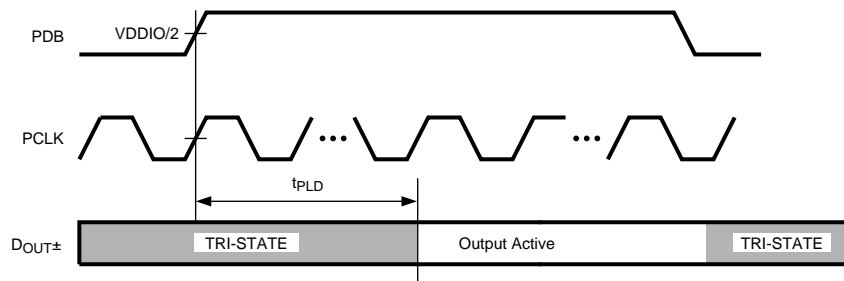 PDB
VDDIO/2
PCLK
tPLD
DOUT±
TRI-STATE
Output Active
TRI-STATE